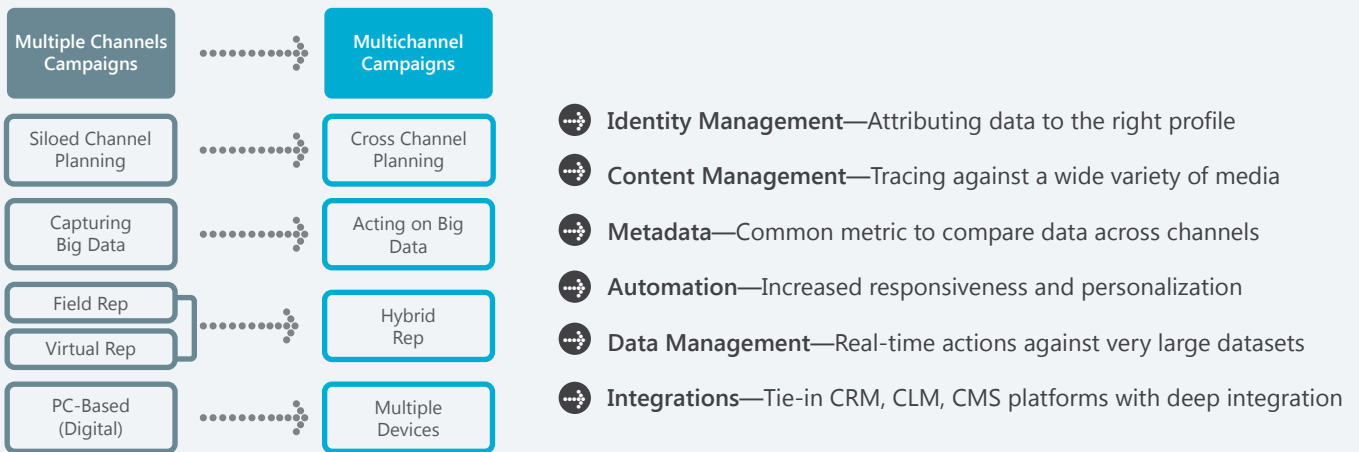 Multiple Channels
Campaigns
Multichannel
Campaigns
Siloed Channel
Planning
Cross Channel
Planning
Capturing
Big Data
Acting on Big
Data
Field Rep
Virtual Rep
Hybrid
Rep
PC-Based
(Digital)
Multiple
Devices
Identity Management—Attributing data to the right profile
Content Management—Tracing against a wide variety of media
Metadata—Common metric to compare data across channels
Automation—Increased responsiveness and personalization
Data Management—Real-time actions against very large datasets
Integrations—Tie-in CRM, CLM, CMS platforms with deep integration